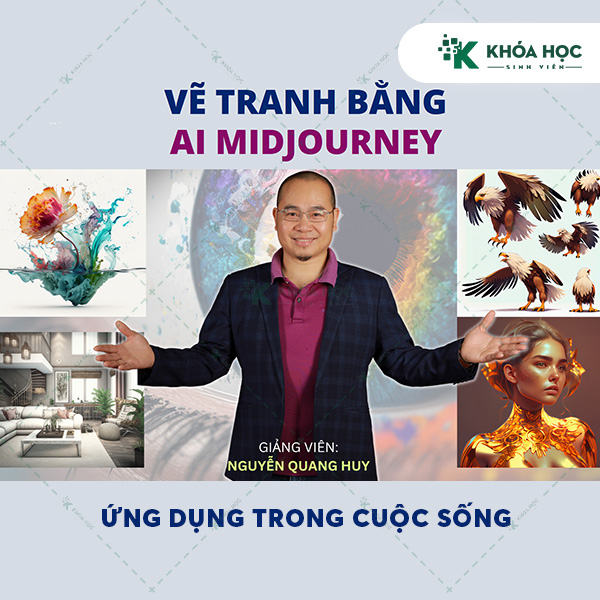 KHÓA HỌC
SINH VIÊN
VẼ TRANH BẰNG
AI MIDJOURNEY
GIẢNG VIÊN:
NGUYỄN QUANG HUY
ỨNG DỤNG TRONG CUỘC SỐNG